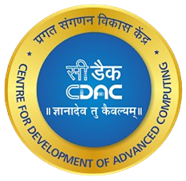 प्रगत संगणन विकास केंद्र
सी डैक
CDAC
॥ ज्ञानादेव तु कैवल्यम् ॥
CENTRE FOR DEVELOPMENT OF ADVANCED COMPUTING